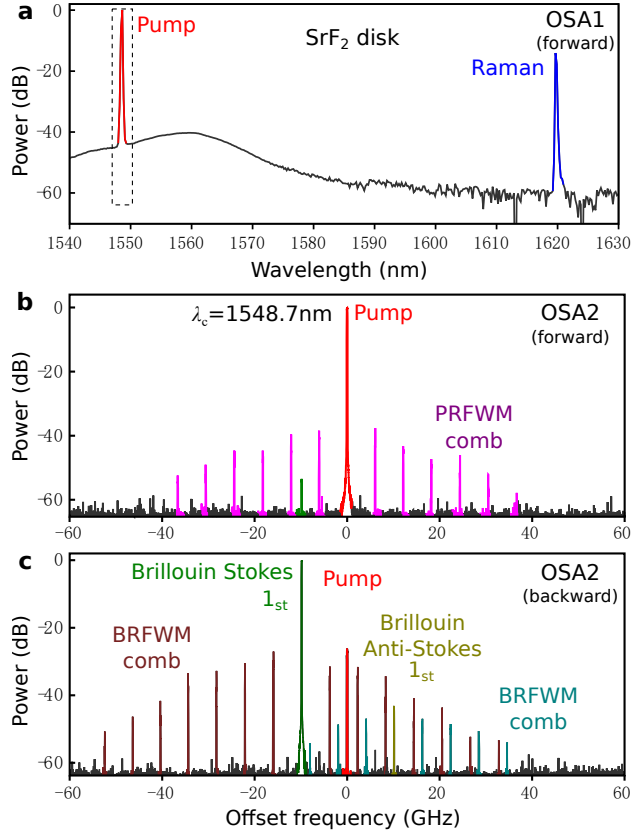 a
SrF₂ disk
OSA1
(forward)
Pump
Raman
Power (dB)
0
−20
−40
−60
1540 1550 1560 1570 1580 1590 1600 1610 1620 1630
Wavelength (nm)
b
λc=1548.7nm
Pump
OSA2
(forward)
PRFWM
comb
Power (dB)
0
−20
−40
−60
−60 −40 −20 0 20 40 60
c
Brillouin Stokes
1st
Pump
OSA2
(backward)
Brillouin
Anti-Stokes
1st
BRFWM
comb
BRFWM
comb
Power (dB)
0
−20
−40
−60
−60 −40 −20 0 20 40 60
Offset frequency (GHz)